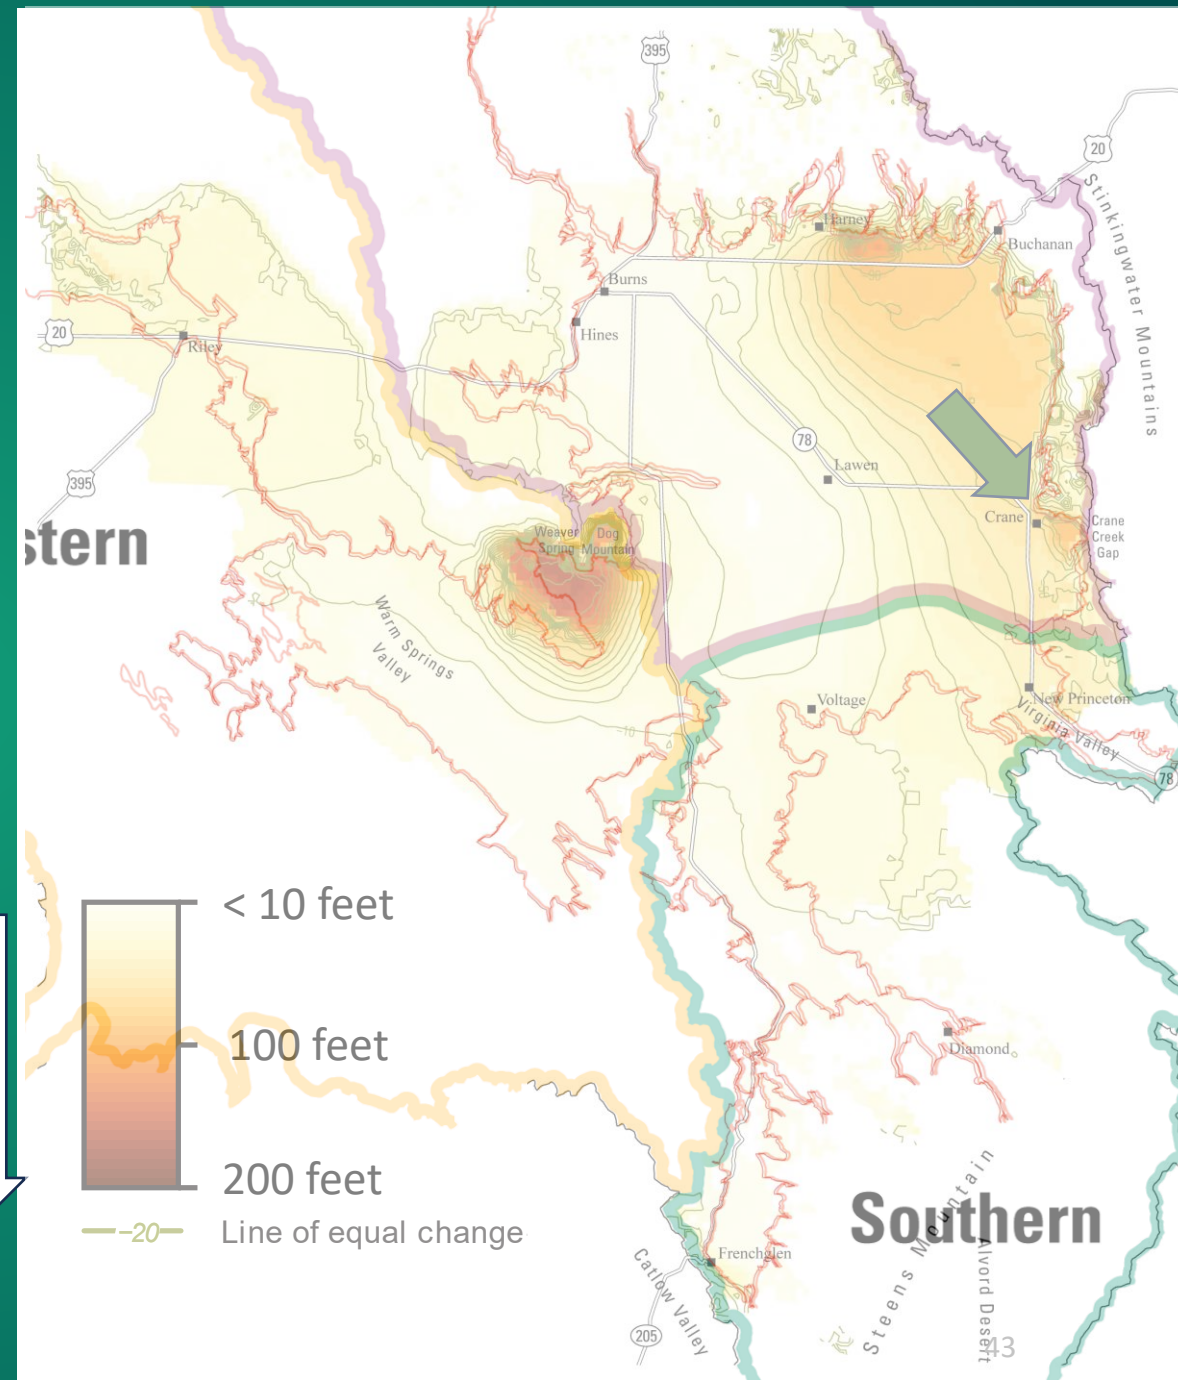 395
20
Stinkingwater Mountains
Harney
Buchanan
Burns
Hines
20
Riley
78
Lawen
395
Crane
Crane
Creek
Gap
stern
Weaver
Spring
Dog
Mountain
Warm Springs
Valley
New Princeton
Voltage
Virginia Valley
-10
78
< 10 feet
100 feet
Diamond
200 feet
-20
Line of equal change
Southern
Steens Mountain
Alvord Desert
Frenchglen
Catlow Valley
205
43